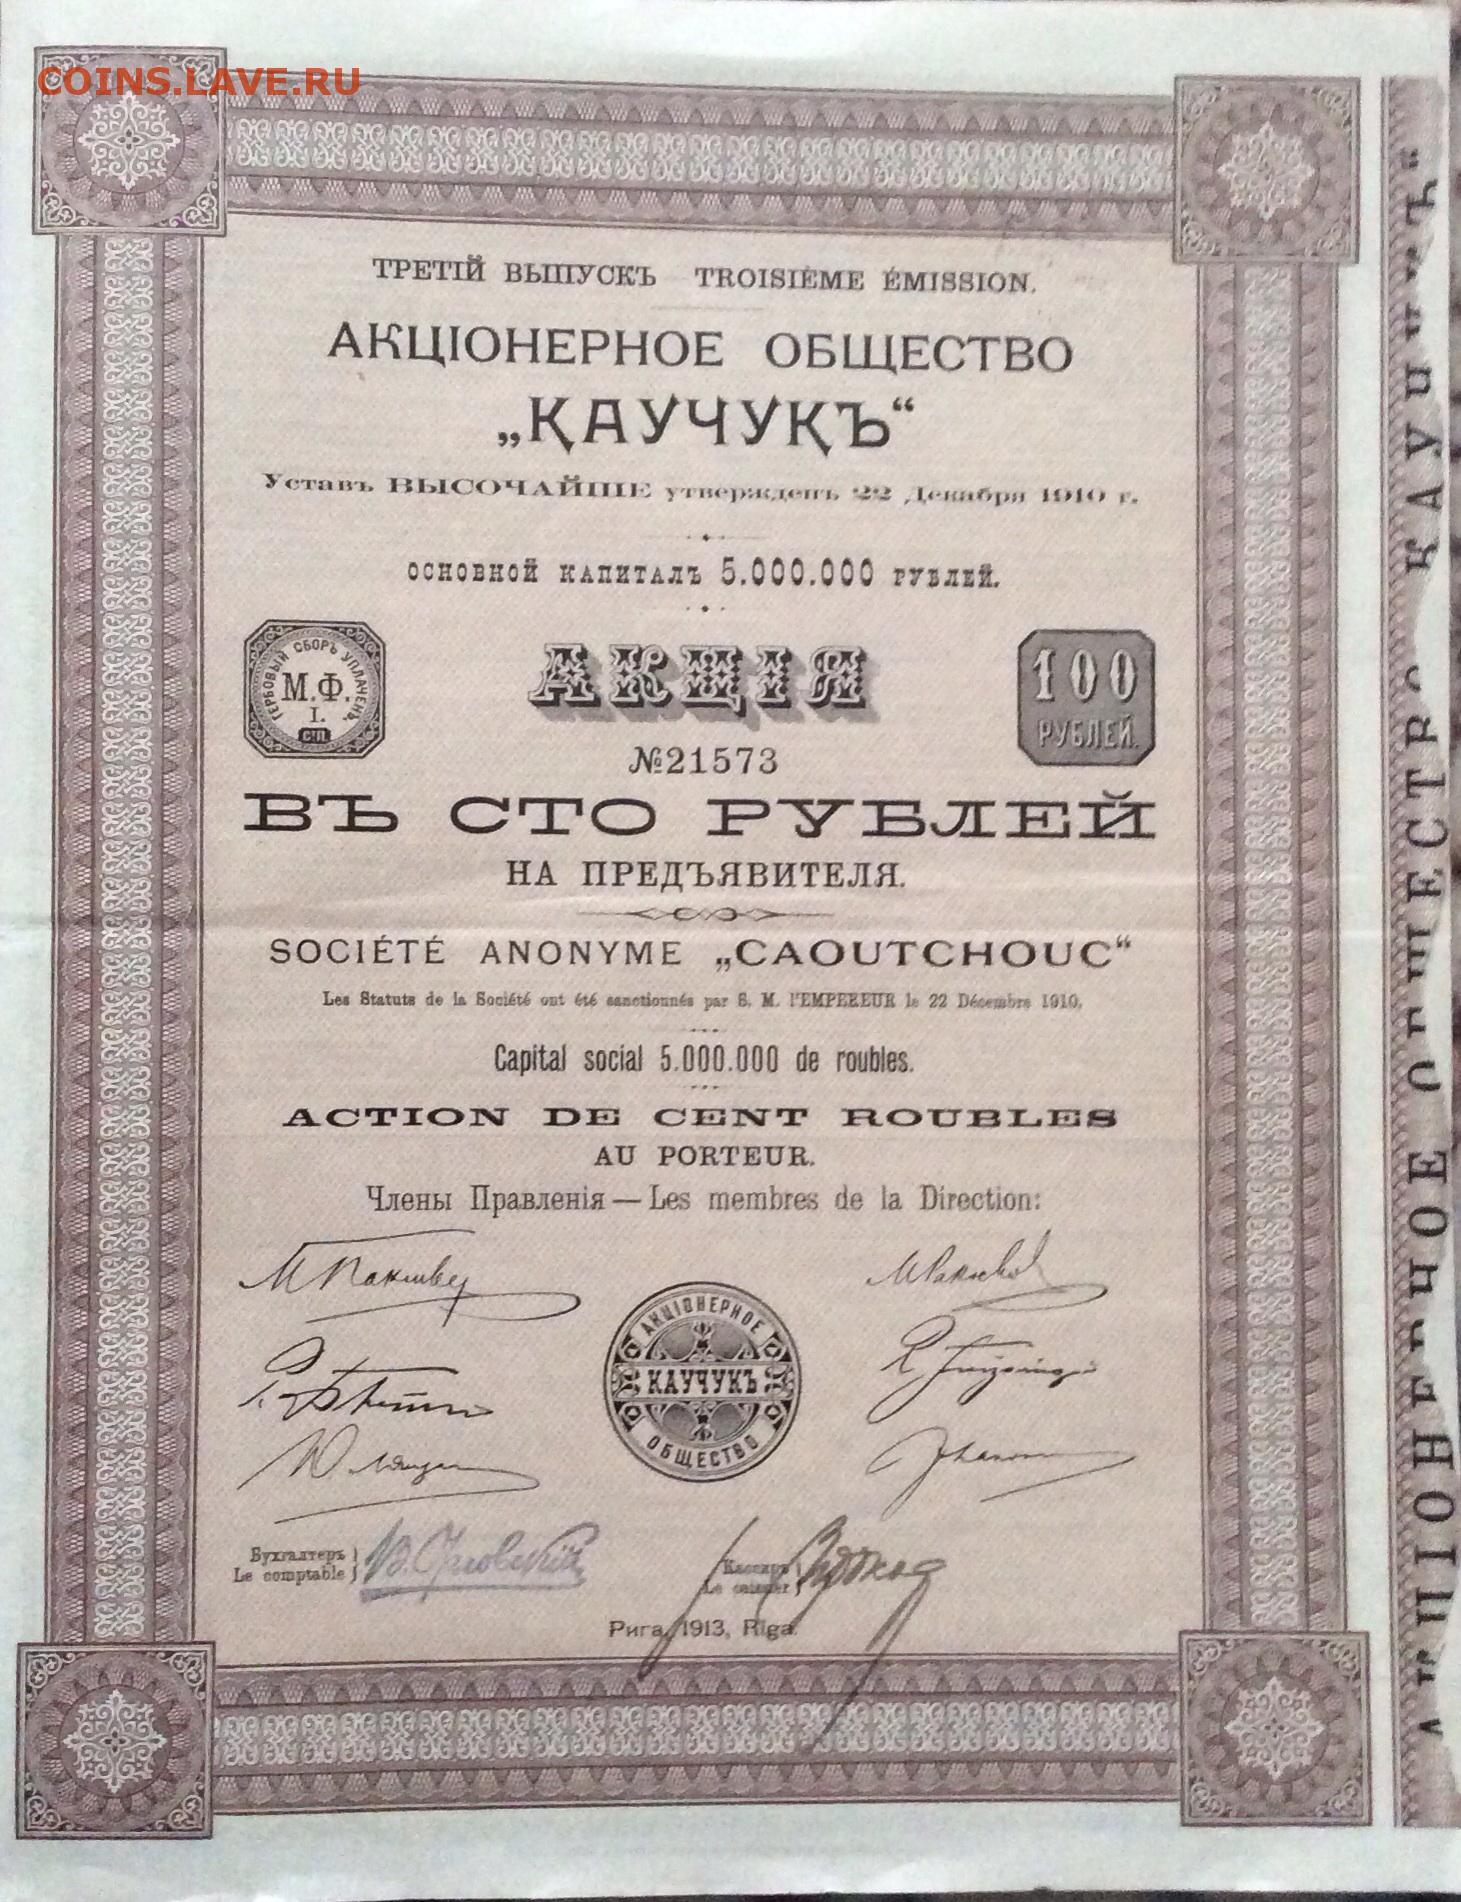 COINS.LAVE.RU
ТРЕТІЙ ВЫПУСКЪ TROISIÈME ÉMISSION.
АКЦІОНЕРНОЕ ОБЩЕСТВО
„КАУЧУКЪ“
Уставъ ВЫСОЧАЙШЕ утвержденъ 22 Декабря 1910 г.
ОСНОВНОЙ КАПИТАЛЪ 5.000.000 РУБЛЕЙ.
ГЕРБОВЫЙ СБОРЪ УПЛАЧЕНЪ.
М.Ф.
I.
АКЦІЯ
100
РУБЛЕЙ.
№21573
ВЪ СТО РУБЛЕЙ
НА ПРЕДЪЯВИТЕЛЯ.
SOCIÉTÉ ANONYME „CAOUTCHOUC“
Les Statuts de la Société ont été sanctionnés par S. M. l'EMPEREUR le 22 Décembre 1910.
Capital social 5.000.000 de roubles.
ACTION DE CENT ROUBLES
AU PORTEUR.
Члены Правленія — Les membres de la Direction:
АКЦІОНЕРНОЕ
КАУЧУКЪ
ОБЩЕСТВО
Бухгалтеръ
Le comptable
В. Орловскій
Кассиръ
Le caissier
Рига, 1913, Riga.
АКЦІОНЕРНОЕ ОБЩЕСТВО „КАУЧУКЪ“